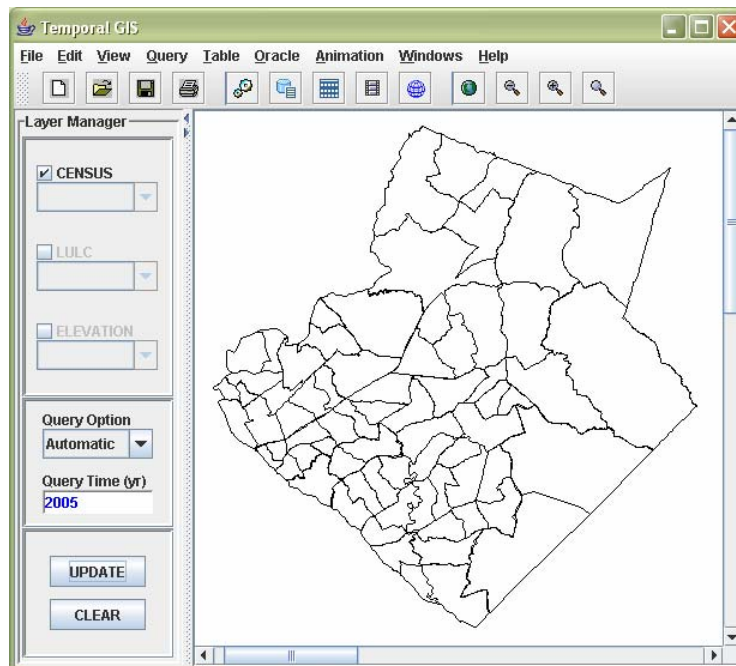 Temporal GIS
File Edit View Query Table Oracle Animation Windows Help
Layer Manager
CENSUS
LULC
ELEVATION
Query Option
Automatic
Query Time (yr)
2005
UPDATE
CLEAR